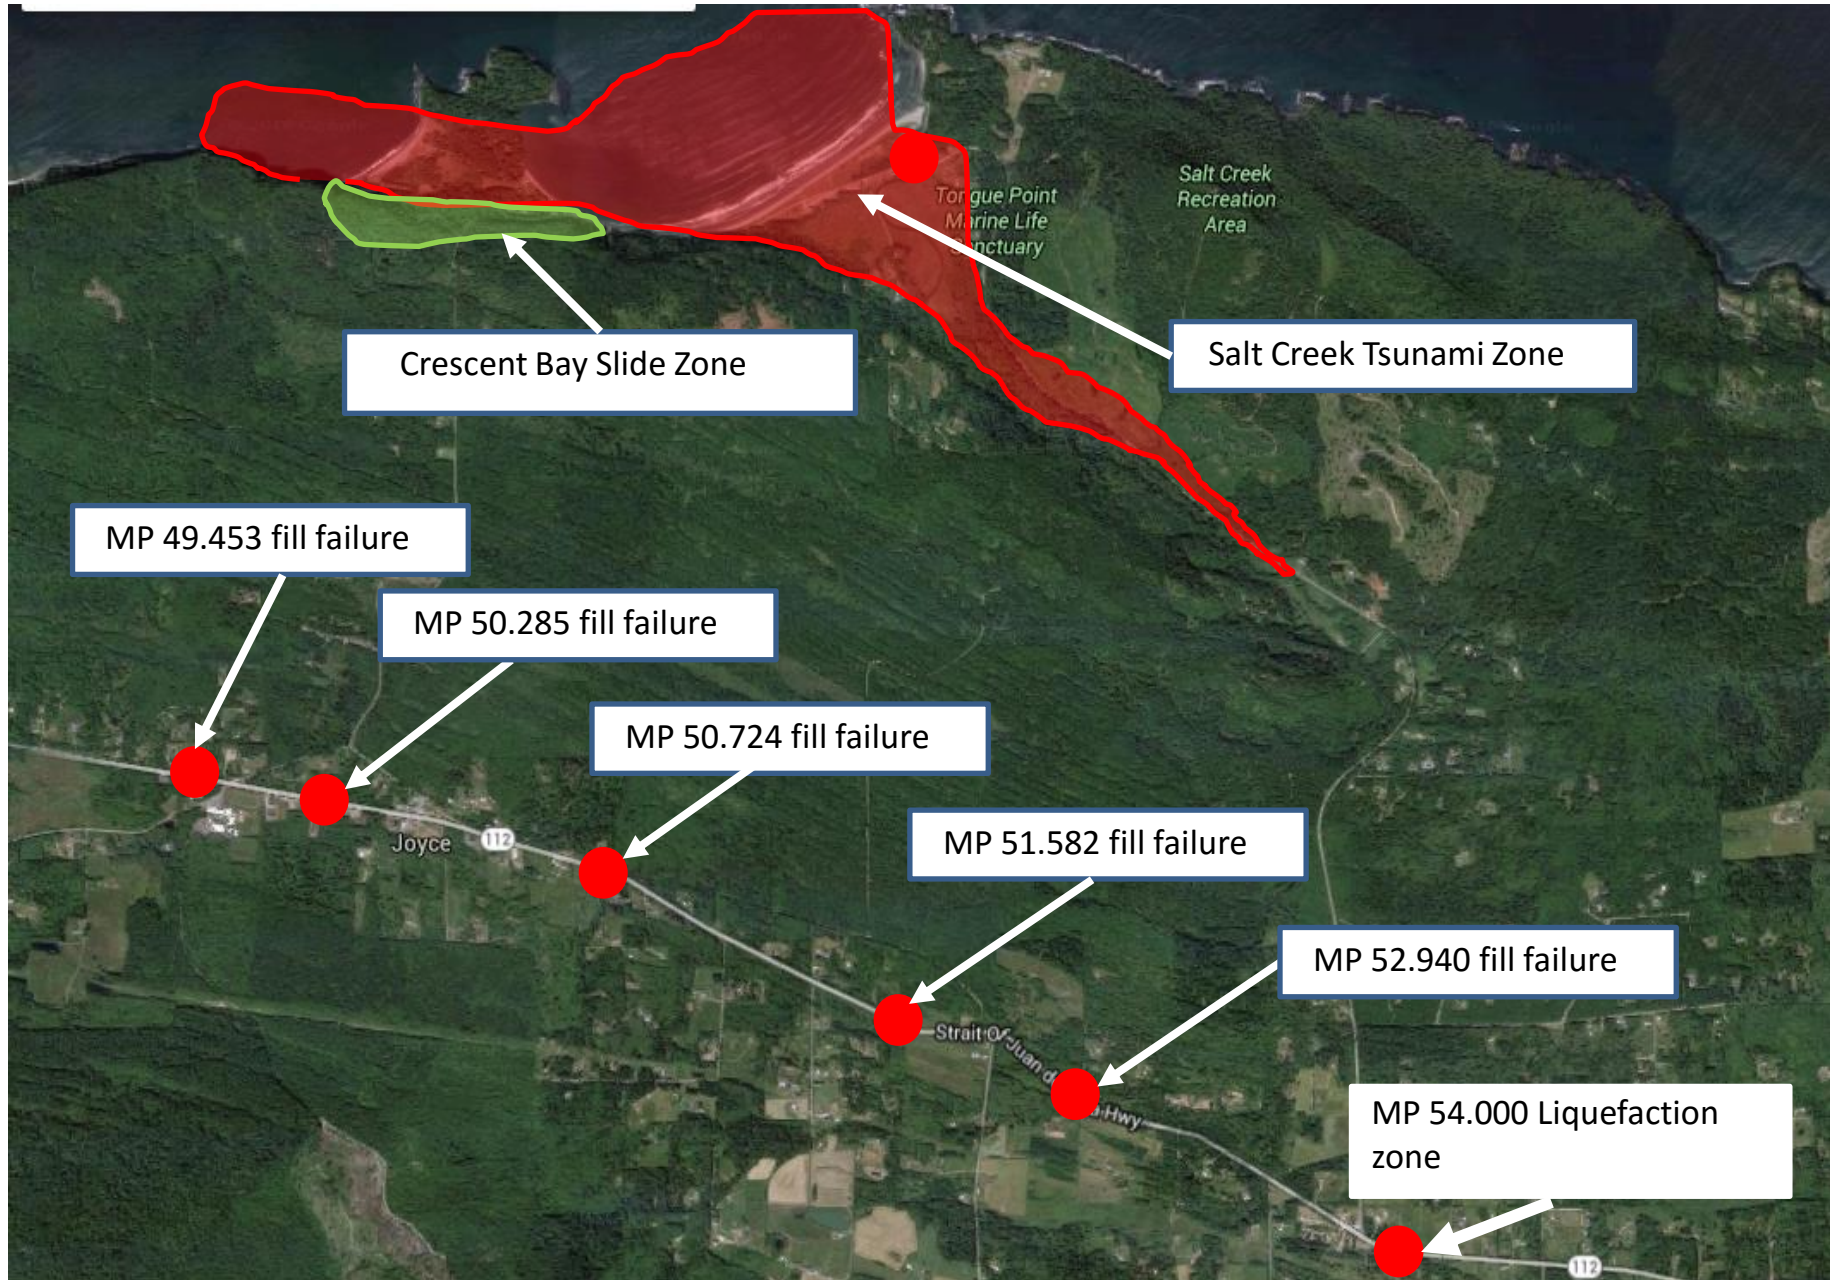 Tongue Point
Marine Life
Sanctuary
Salt Creek
Recreation
Area
Crescent Bay Slide Zone
Salt Creek Tsunami Zone
MP 49.453 fill failure
MP 50.285 fill failure
MP 50.724 fill failure
Joyce
112
MP 51.582 fill failure
MP 52.940 fill failure
Strait Of Juan d
Hwy
MP 54.000 Liquefaction
zone
112